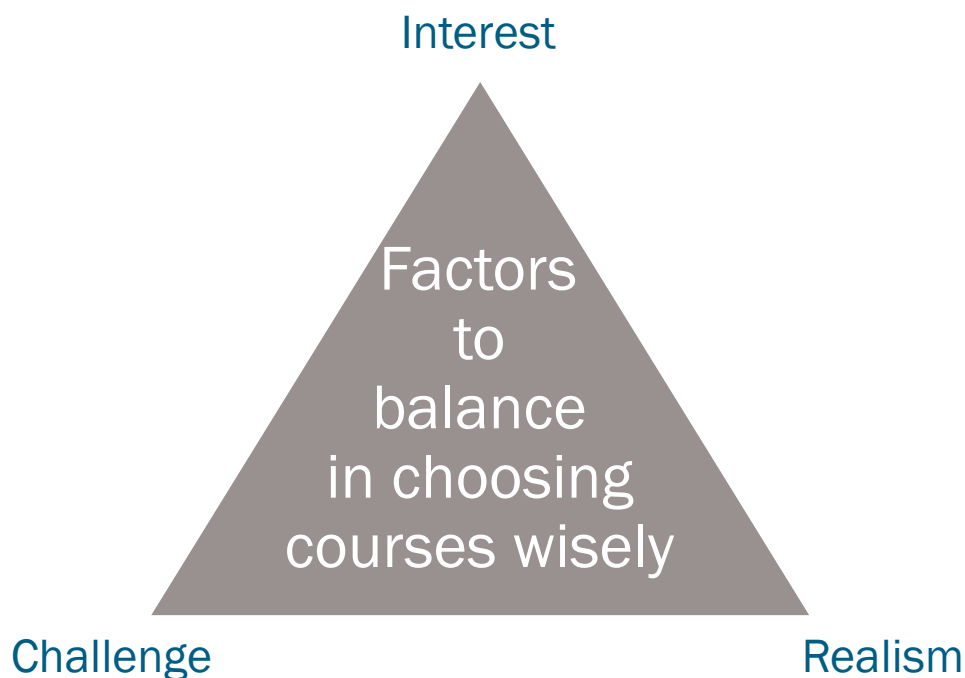 Interest
Factors
to
balance
in choosing
courses wisely
Challenge
Realism